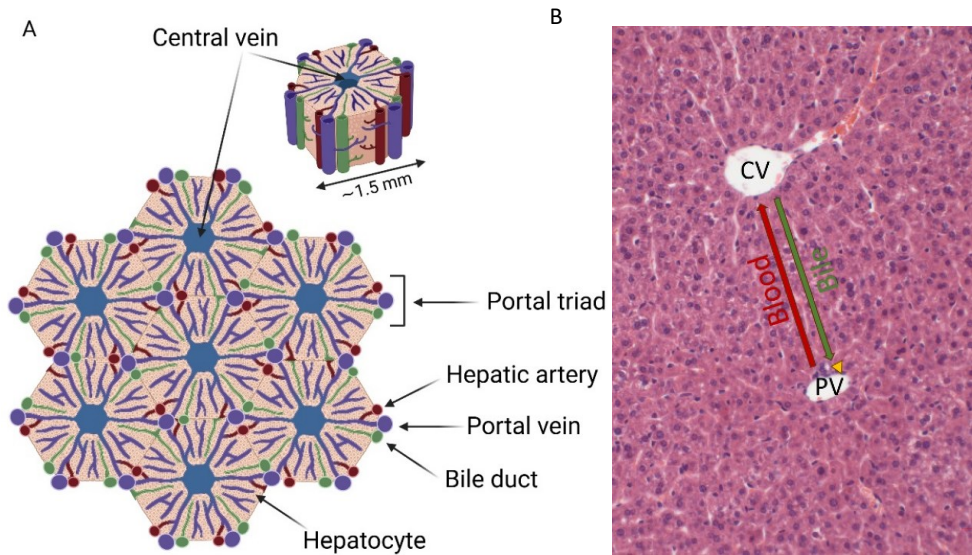 A
Central vein
~1.5 mm
Portal triad
Hepatic artery
Portal vein
Bile duct
Hepatocyte
B
CV
Blood
Bile
PV